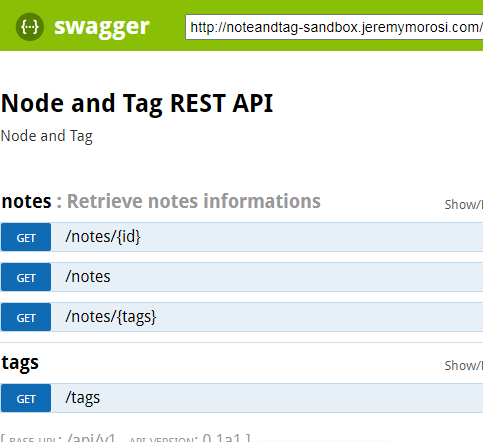 {··} swagger
http://noteandtag-sandbox.jeremymorosi.com/
Node and Tag REST API
Node and Tag
notes : Retrieve notes informations
Show/
GET /notes/{id}
GET /notes
GET /notes/{tags}
tags
Show/
GET /tags
[ BASE URL: /api/v1 , API VERSION: 0.1a1 ]